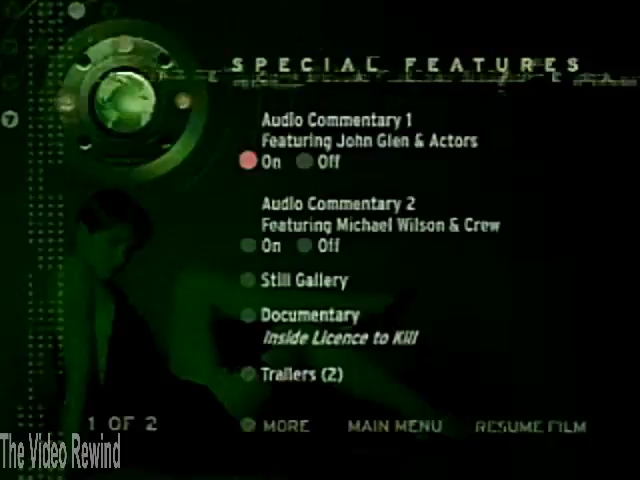 SPECIAL FEATURES
Audio Commentary 1
Featuring John Glen & Actors
On Off
Audio Commentary 2
Featuring Michael Wilson & Crew
On Off
Still Gallery
Documentary
Inside Licence to Kill
Trailers (2)
1 OF 2 MORE MAIN MENU RESUME FILM
The Video Rewind